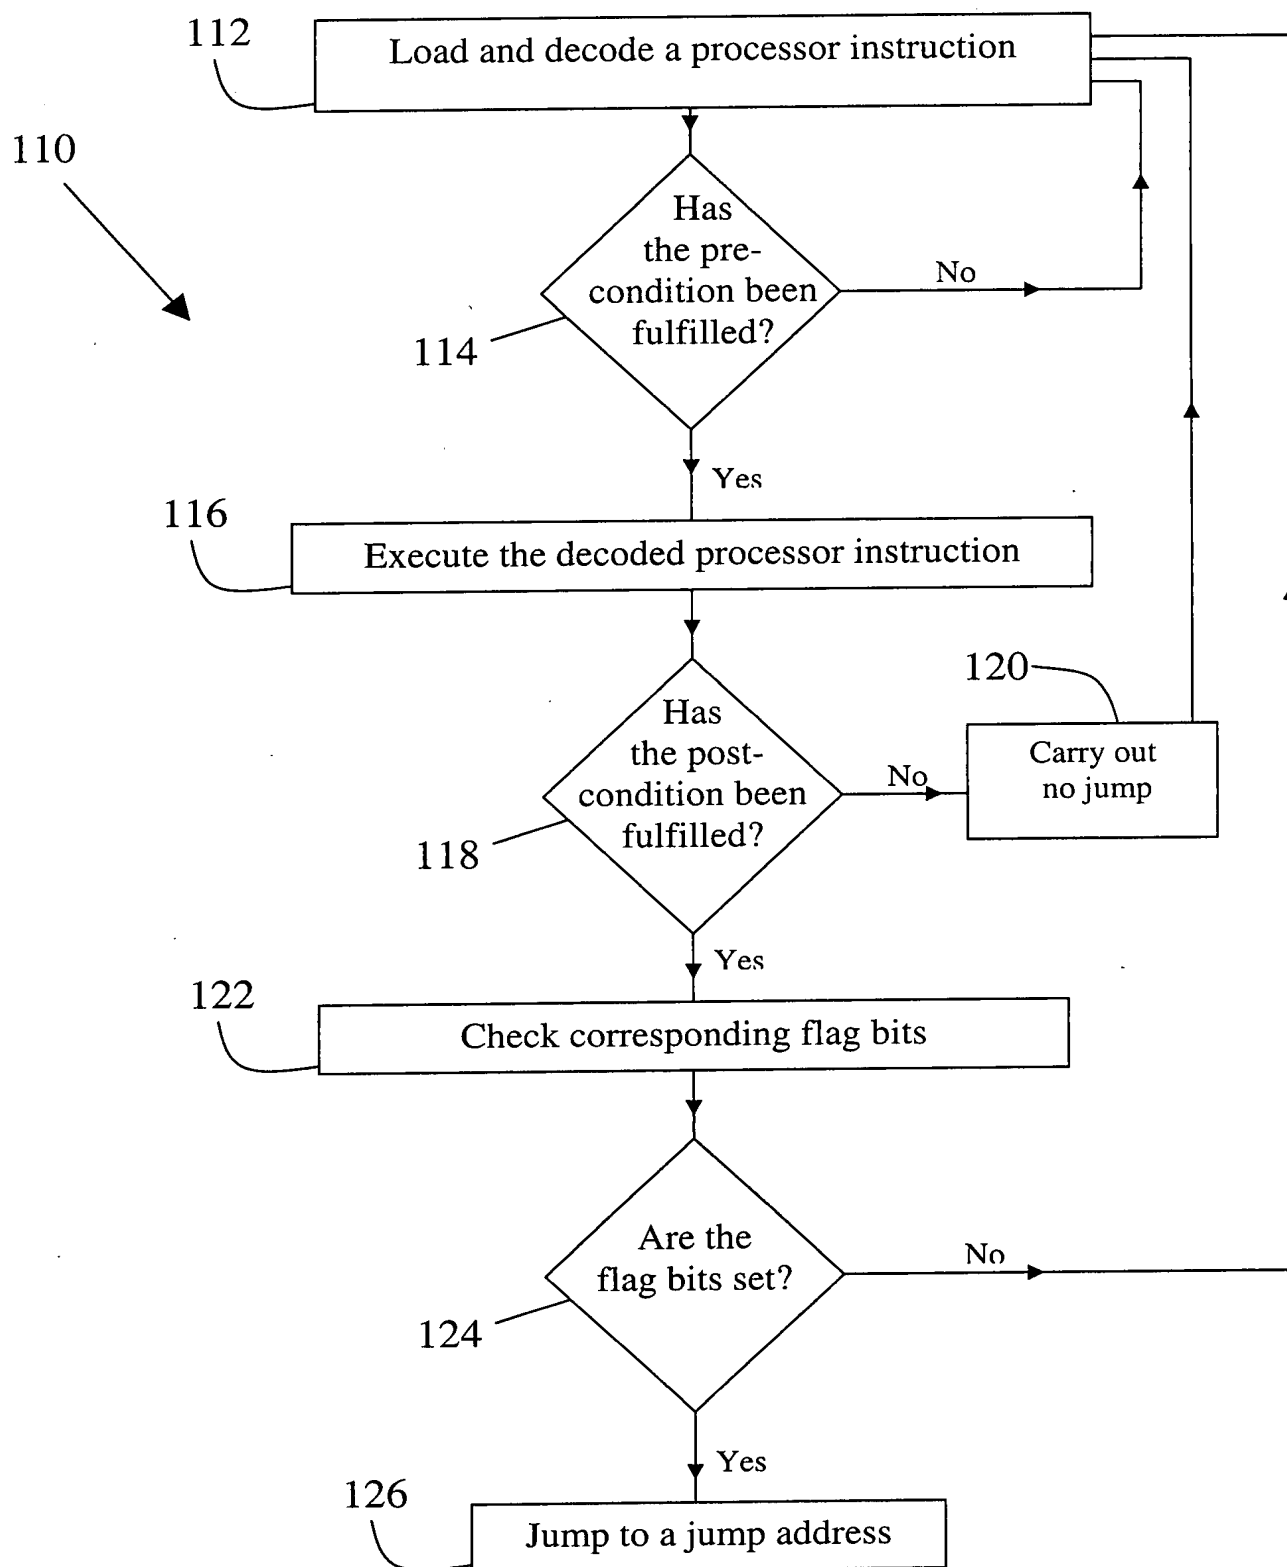 112
Load and decode a processor instruction
110
Has
the pre-
condition been
fulfilled?
No
114
Yes
116
Execute the decoded processor instruction
120
Has
the post-
condition been
fulfilled?
No
Carry out
no jump
118
Yes
122
Check corresponding flag bits
Are the
flag bits set?
No
124
Yes
126
Jump to a jump address